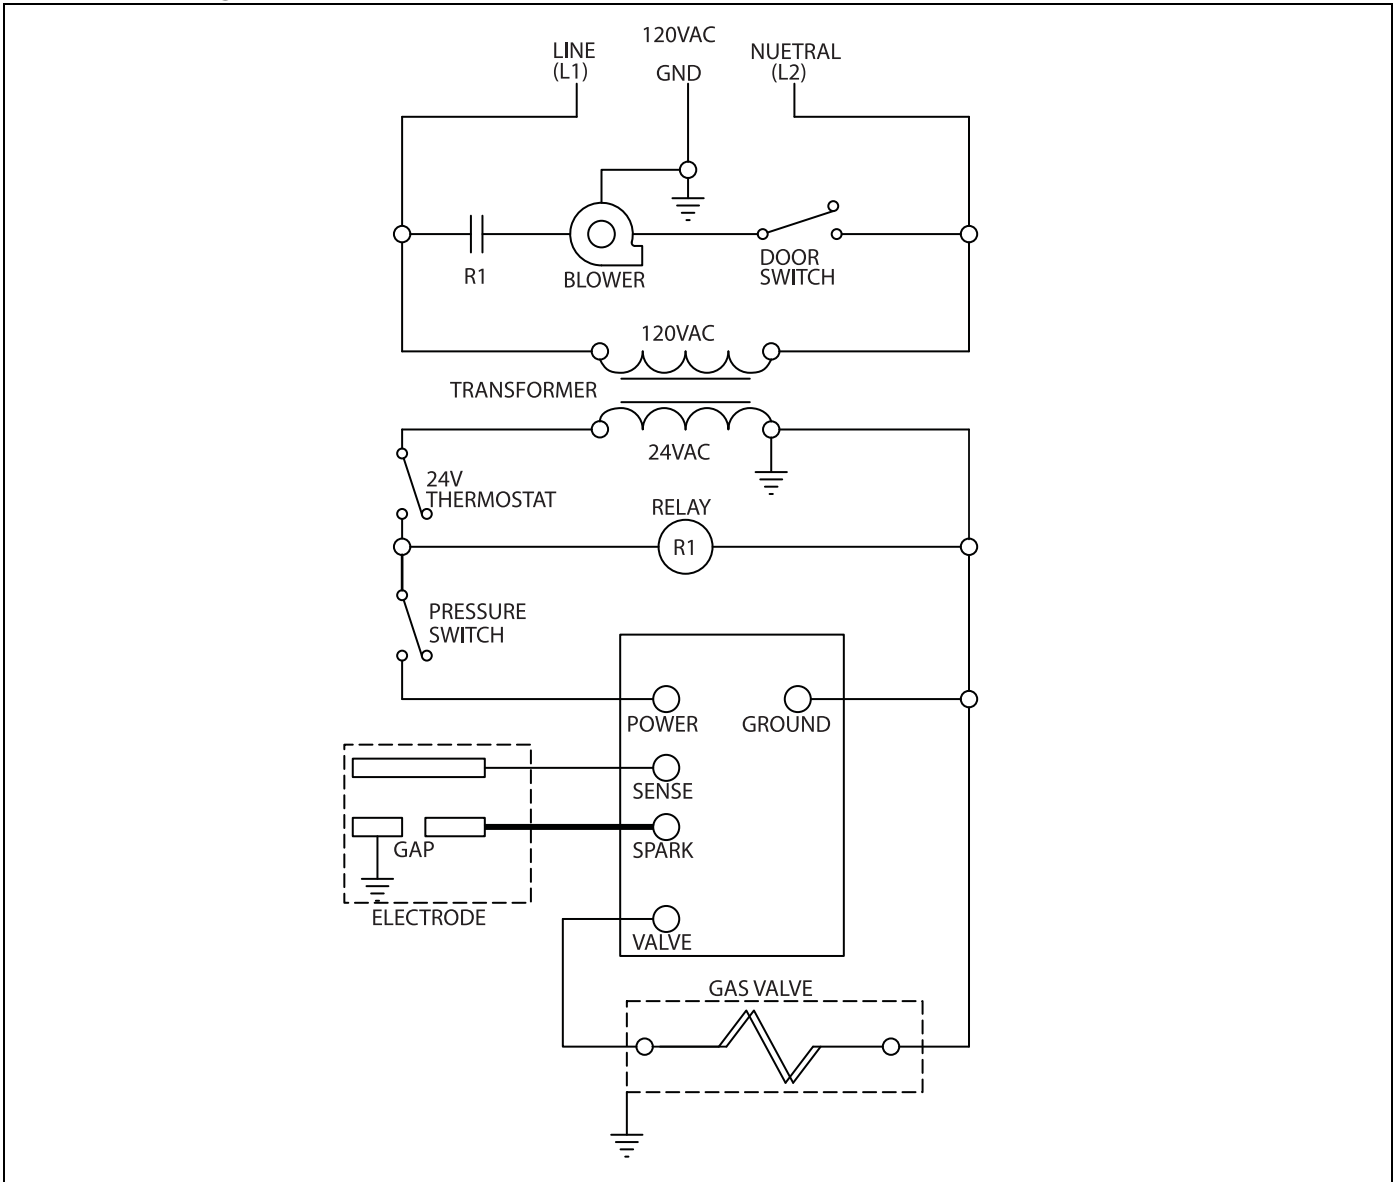 120VAC
LINE
(L1)
GND
NUETRAL
(L2)
R1
BLOWER
DOOR
SWITCH
120VAC
TRANSFORMER
24VAC
24V
THERMOSTAT
RELAY
R1
PRESSURE
SWITCH
POWER
GROUND
SENSE
SPARK
GAP
ELECTRODE
VALVE
GAS VALVE